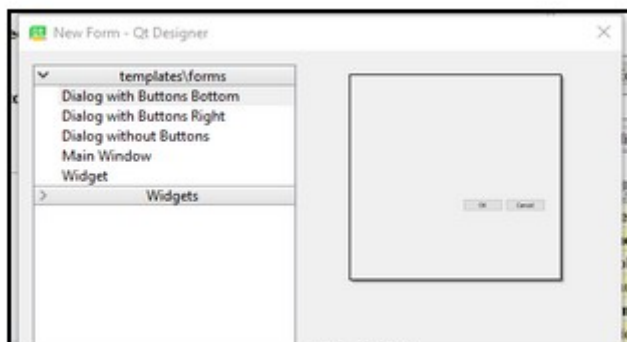 New Form - Qt Designer
templates\forms
Dialog with Buttons Bottom
Dialog with Buttons Right
Dialog without Buttons
Main Window
Widget
Widgets
OK Cancel